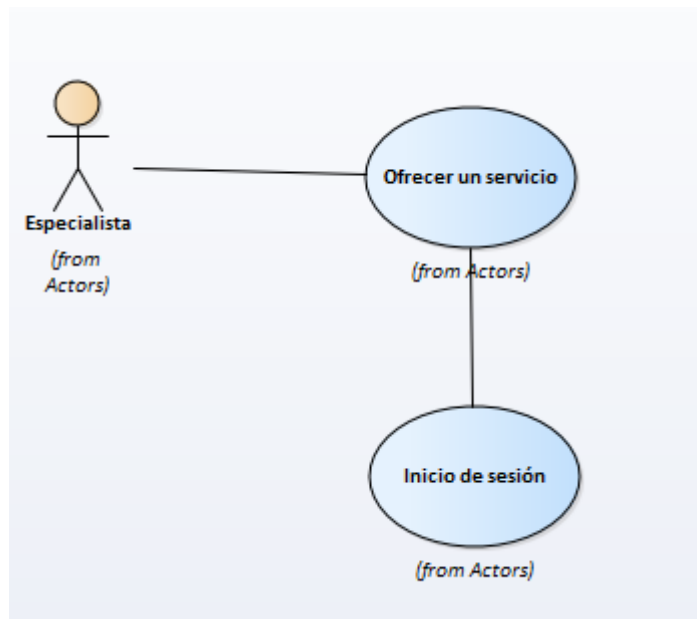 Ofrecer un servicio
Especialista
(from
Actors)
(from Actors)
Inicio de sesión
(from Actors)